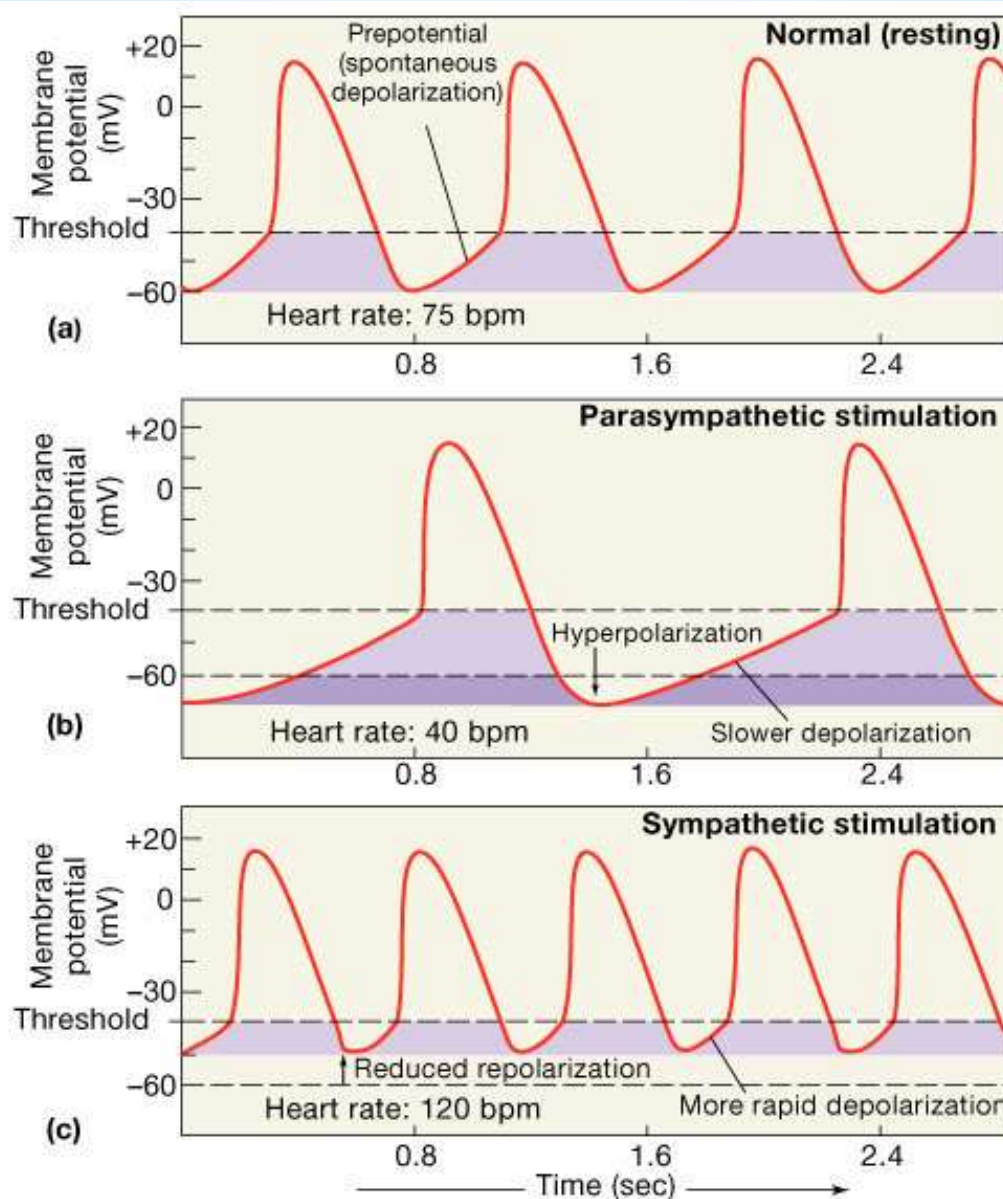 Normal (resting)
Prepotential
(spontaneous
depolarization)
Membrane
potential
(mV)
+20
0
−30
Threshold
−60
(a)
Heart rate: 75 bpm
0.8
1.6
2.4
Parasympathetic stimulation
Membrane
potential
(mV)
+20
0
−30
Threshold
Hyperpolarization
−60
(b)
Heart rate: 40 bpm
Slower depolarization
0.8
1.6
2.4
Sympathetic stimulation
Membrane
potential
(mV)
+20
0
−30
Threshold
Reduced repolarization
−60
Heart rate: 120 bpm
More rapid depolarization
(c)
0.8
1.6
2.4
Time (sec)